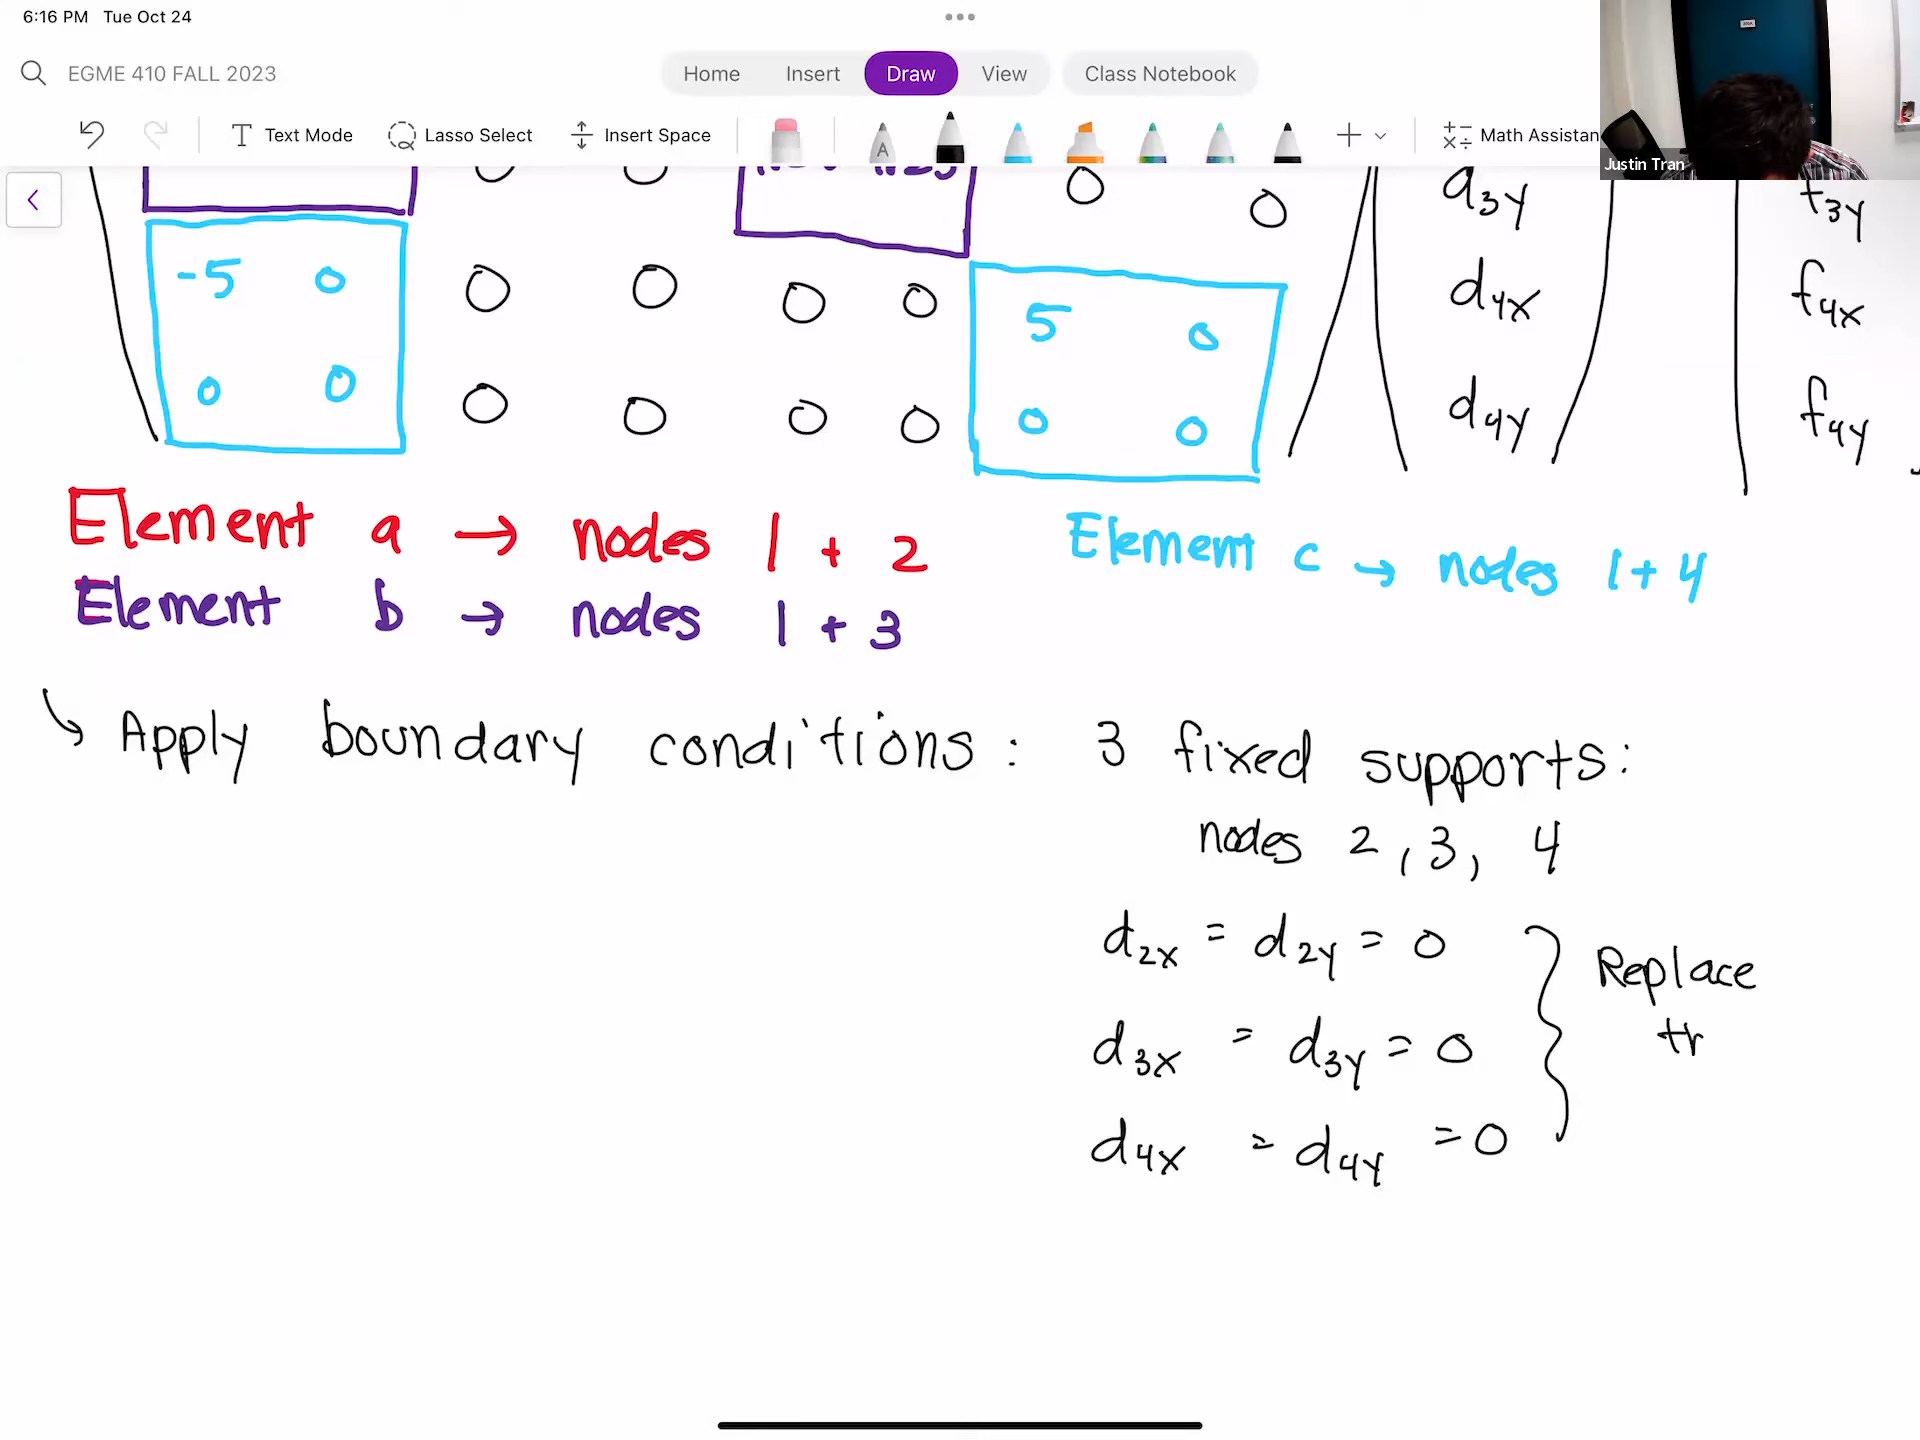 6:16 PM Tue Oct 24
EGME 410 FALL 2023
Home Insert Draw View Class Notebook
Text Mode Lasso Select Insert Space A Math Assistan
Justin Tran
0 0 d3y f3y
-5 0 0 0 0 0 5 0 d4x f4x
0 0 0 0 0 0 0 0 d4y f4y
Element a → nodes 1 + 2
Element c → nodes 1 + 4
Element b → nodes 1 + 3
↳ Apply boundary conditions : 3 fixed supports :
nodes 2 , 3 , 4
d2x = d2y = 0
d3x = d3y = 0
d4x = d4y = 0
Replace
tr